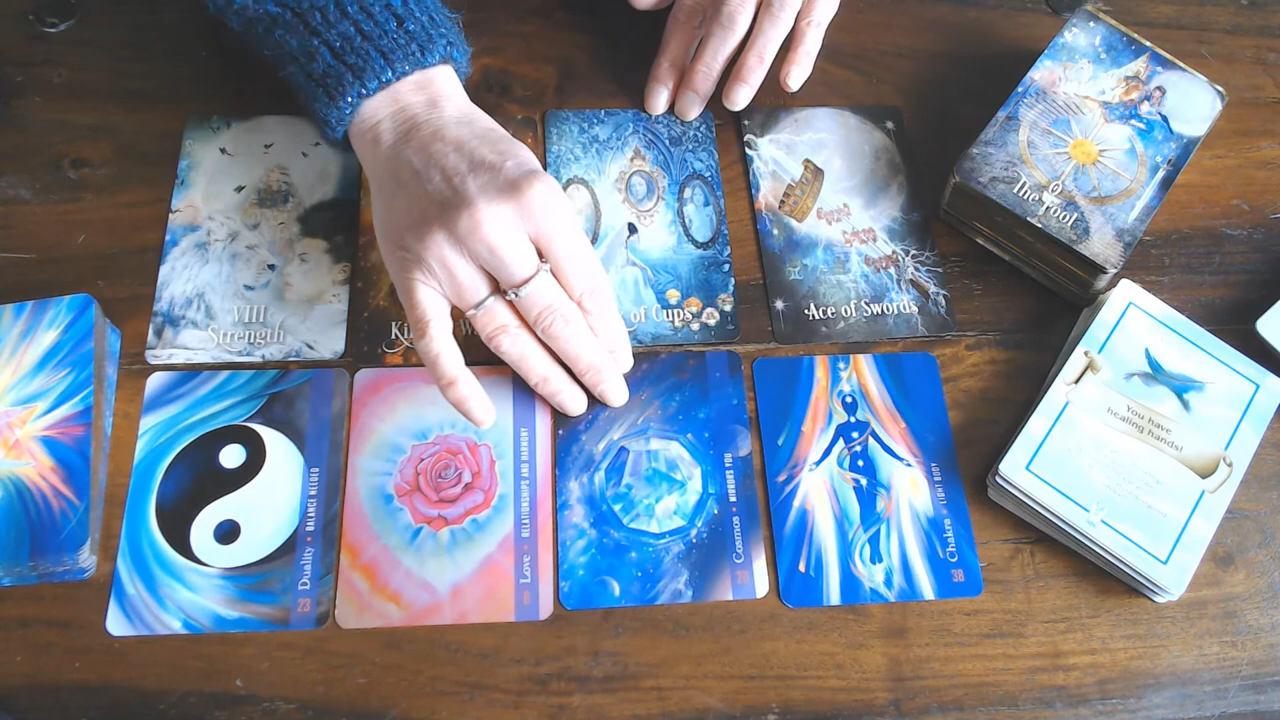 VIII
Strength
of Cups
Ace of Swords
0
The Fool
You have
healing hands!
23 Duality • BALANCE NEEDED
Love • RELATIONSHIPS AND HARMONY
Cosmos • MIRRORS YOU
38 Chakra • LIGHT BODY